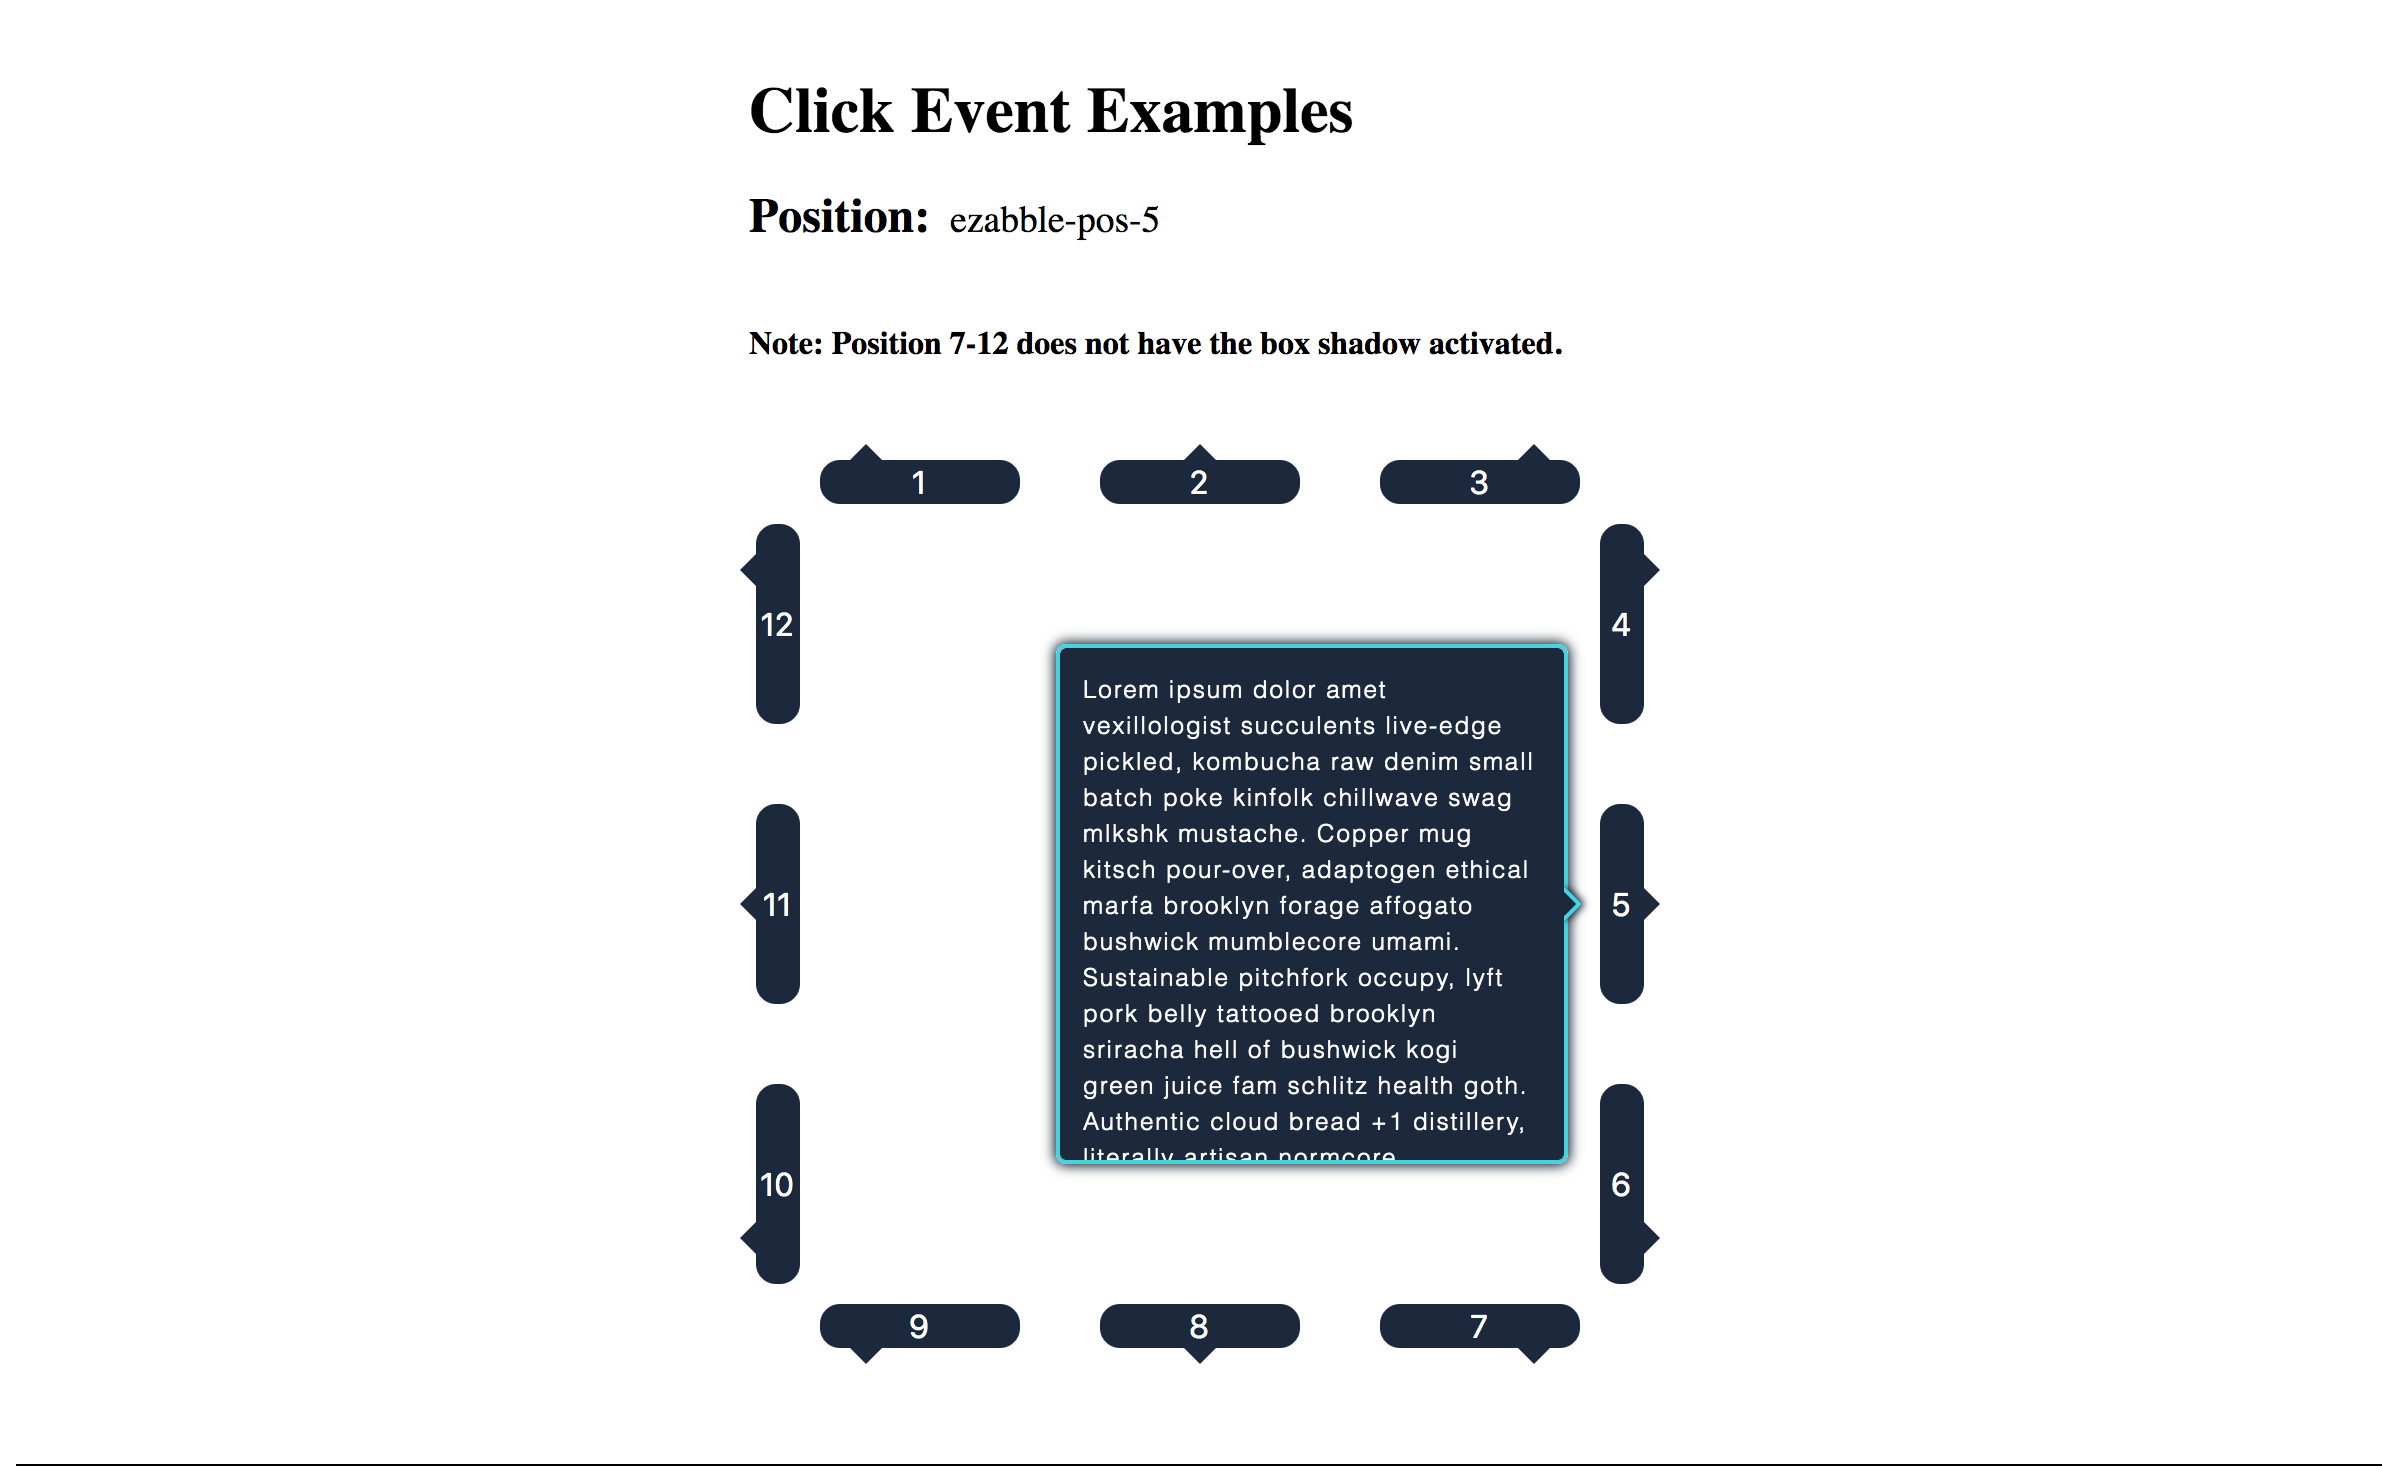 Click Event Examples
Position: ezabble-pos-5
Note: Position 7-12 does not have the box shadow activated.
1
2
3
12
4
Lorem ipsum dolor amet
vexillologist succulents live-edge
pickled, kombucha raw denim small
batch poke kinfolk chillwave swag
mlkshk mustache. Copper mug
kitsch pour-over, adaptogen ethical
marfa brooklyn forage affogato
bushwick mumblecore umami.
Sustainable pitchfork occupy, lyft
pork belly tattooed brooklyn
sriracha hell of bushwick kogi
green juice fam schlitz health goth.
Authentic cloud bread +1 distillery,
literally artisan normcore
11
5
10
6
9
8
7